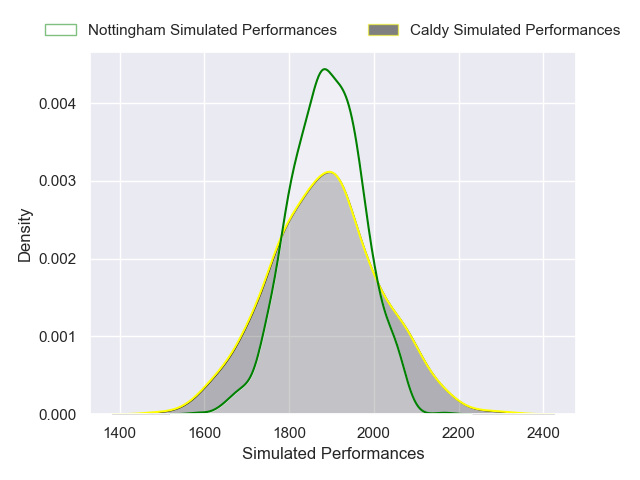 Nottingham Simulated Performances
Caldy Simulated Performances
0.004
0.003
0.002
0.001
0.000
Density
1400 1600 1800 2000 2200 2400
Simulated Performances